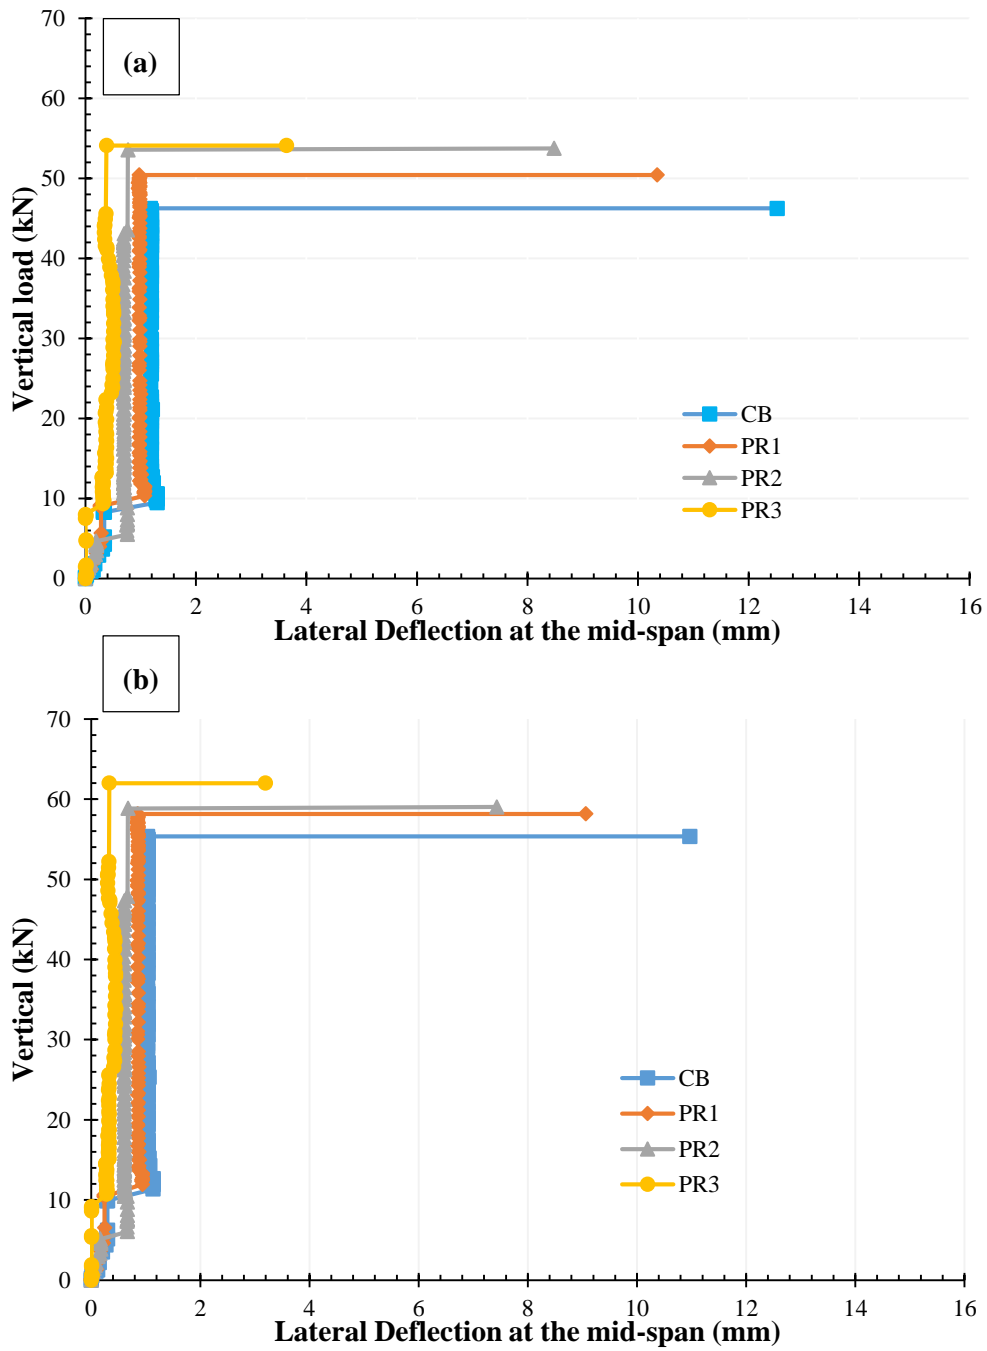 (a)
70
60
50
40
30
20
10
0
Vertical load (kN)
CB
PR1
PR2
PR3
0 2 4 6 8 10 12 14 16
Lateral Deflection at the mid-span (mm)
(b)
70
60
50
40
30
20
10
0
Vertical (kN)
CB
PR1
PR2
PR3
0 2 4 6 8 10 12 14 16
Lateral Deflection at the mid-span (mm)